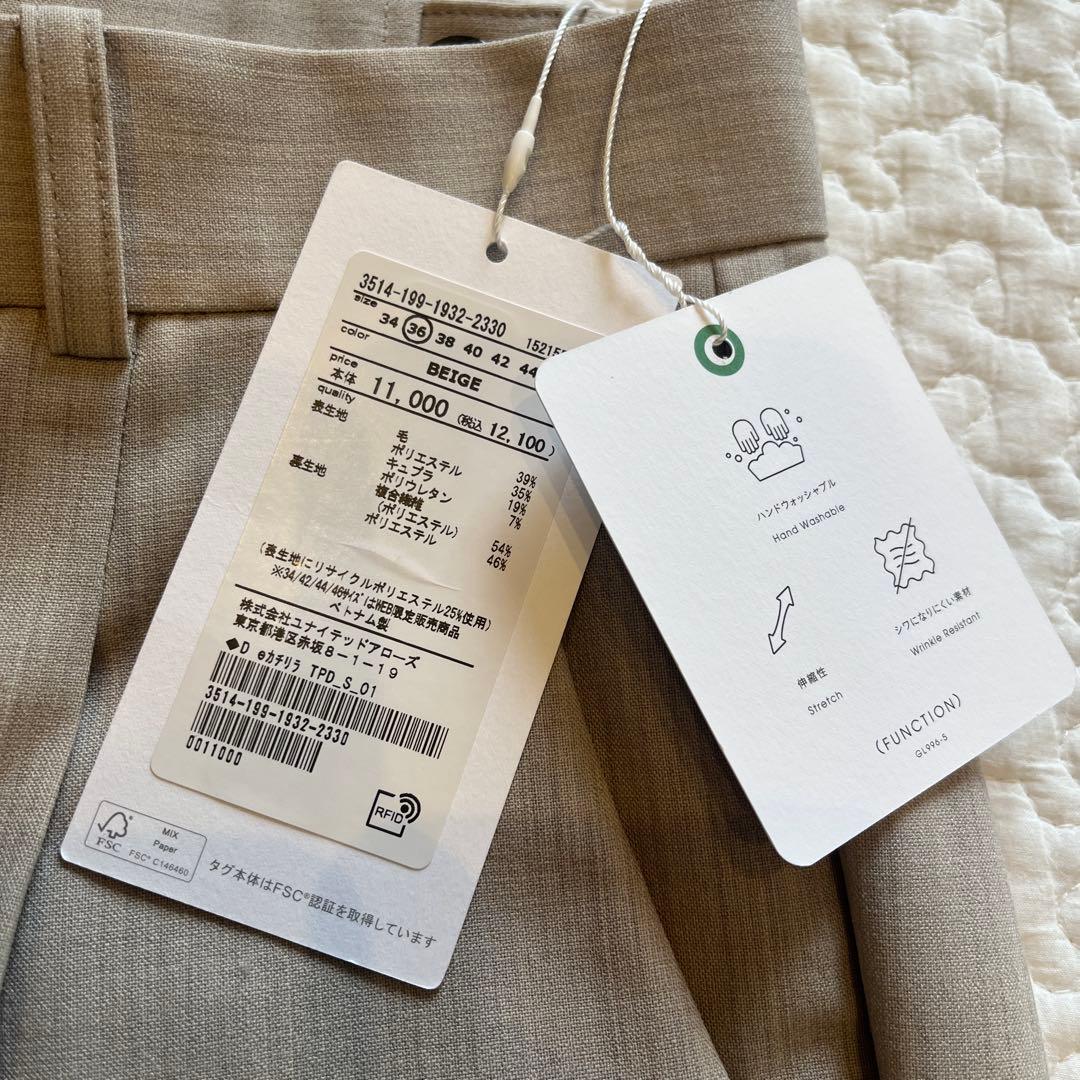 3514-199-1932-2330
size 34 36 38 40 42 44
color BEIGE
price
本体 11,000 (税込 12,100)
quality
表生地
毛 39%
ポリエステル 35%
キュプラ 19%
ポリウレタン 7%
裏生地
複合繊維
(ポリエステル) 54%
ポリエステル 46%
(表生地にリサイクルポリエステル25%使用)
※34/42/44/46サイズはWEB限定販売商品
ベトナム製
株式会社ユナイテッドアローズ
東京都港区赤坂8-1-19
◆D eカチリラ TPD_S_01
3514-199-1932-2330
0011000
RFID
FSC
MIX
Paper
FSC® C146460
タグ本体はFSC®認証を取得しています
ハンドウォッシャブル
Hand Washable
シワになりにくい素材
Wrinkle Resistant
伸縮性
Stretch
(FUNCTION)
GL996-5